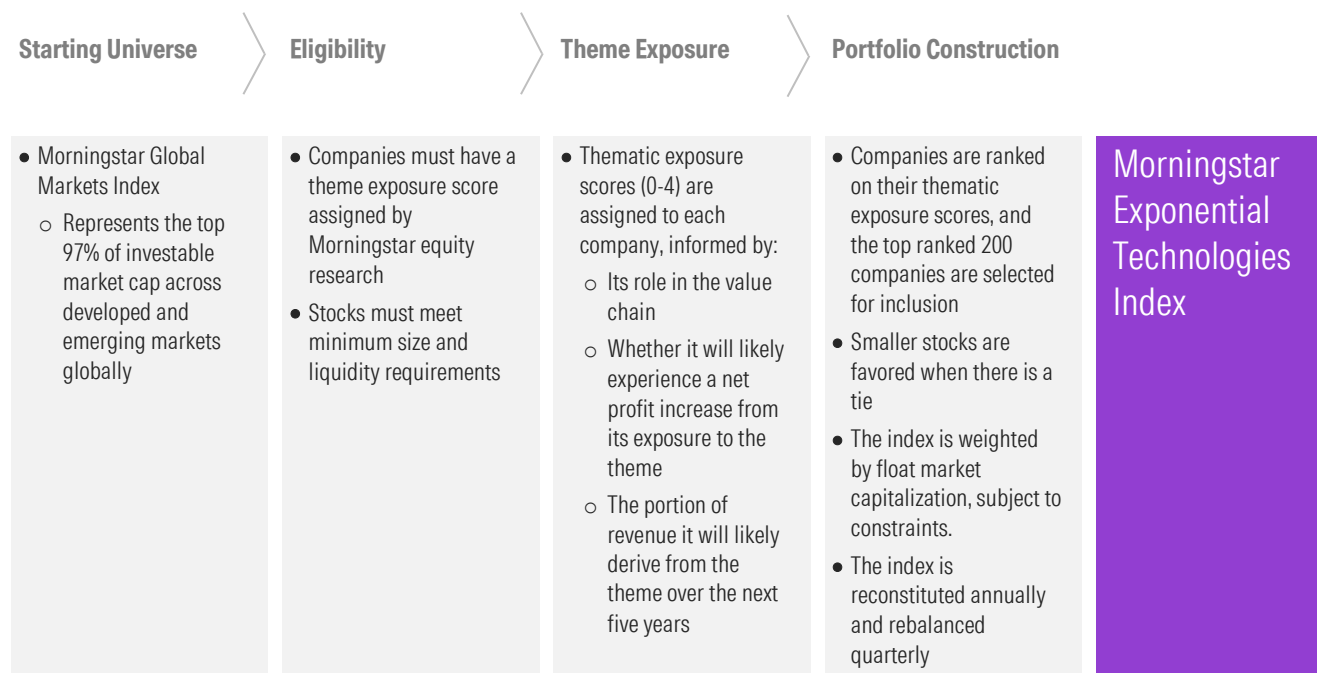 Starting Universe
Eligibility
Theme Exposure
Portfolio Construction
● Morningstar Global
Markets Index
○ Represents the top
97% of investable
market cap across
developed and
emerging markets
globally
● Companies must have a
theme exposure score
assigned by
Morningstar equity
research
● Stocks must meet
minimum size and
liquidity requirements
● Thematic exposure
scores (0-4) are
assigned to each
company, informed by:
○ Its role in the value
chain
○ Whether it will likely
experience a net
profit increase from
its exposure to the
theme
○ The portion of
revenue it will likely
derive from the
theme over the next
five years
● Companies are ranked
on their thematic
exposure scores, and
the top ranked 200
companies are selected
for inclusion
● Smaller stocks are
favored when there is a
tie
● The index is weighted
by float market
capitalization, subject to
constraints.
● The index is
reconstituted annually
and rebalanced
quarterly
Morningstar
Exponential
Technologies
Index